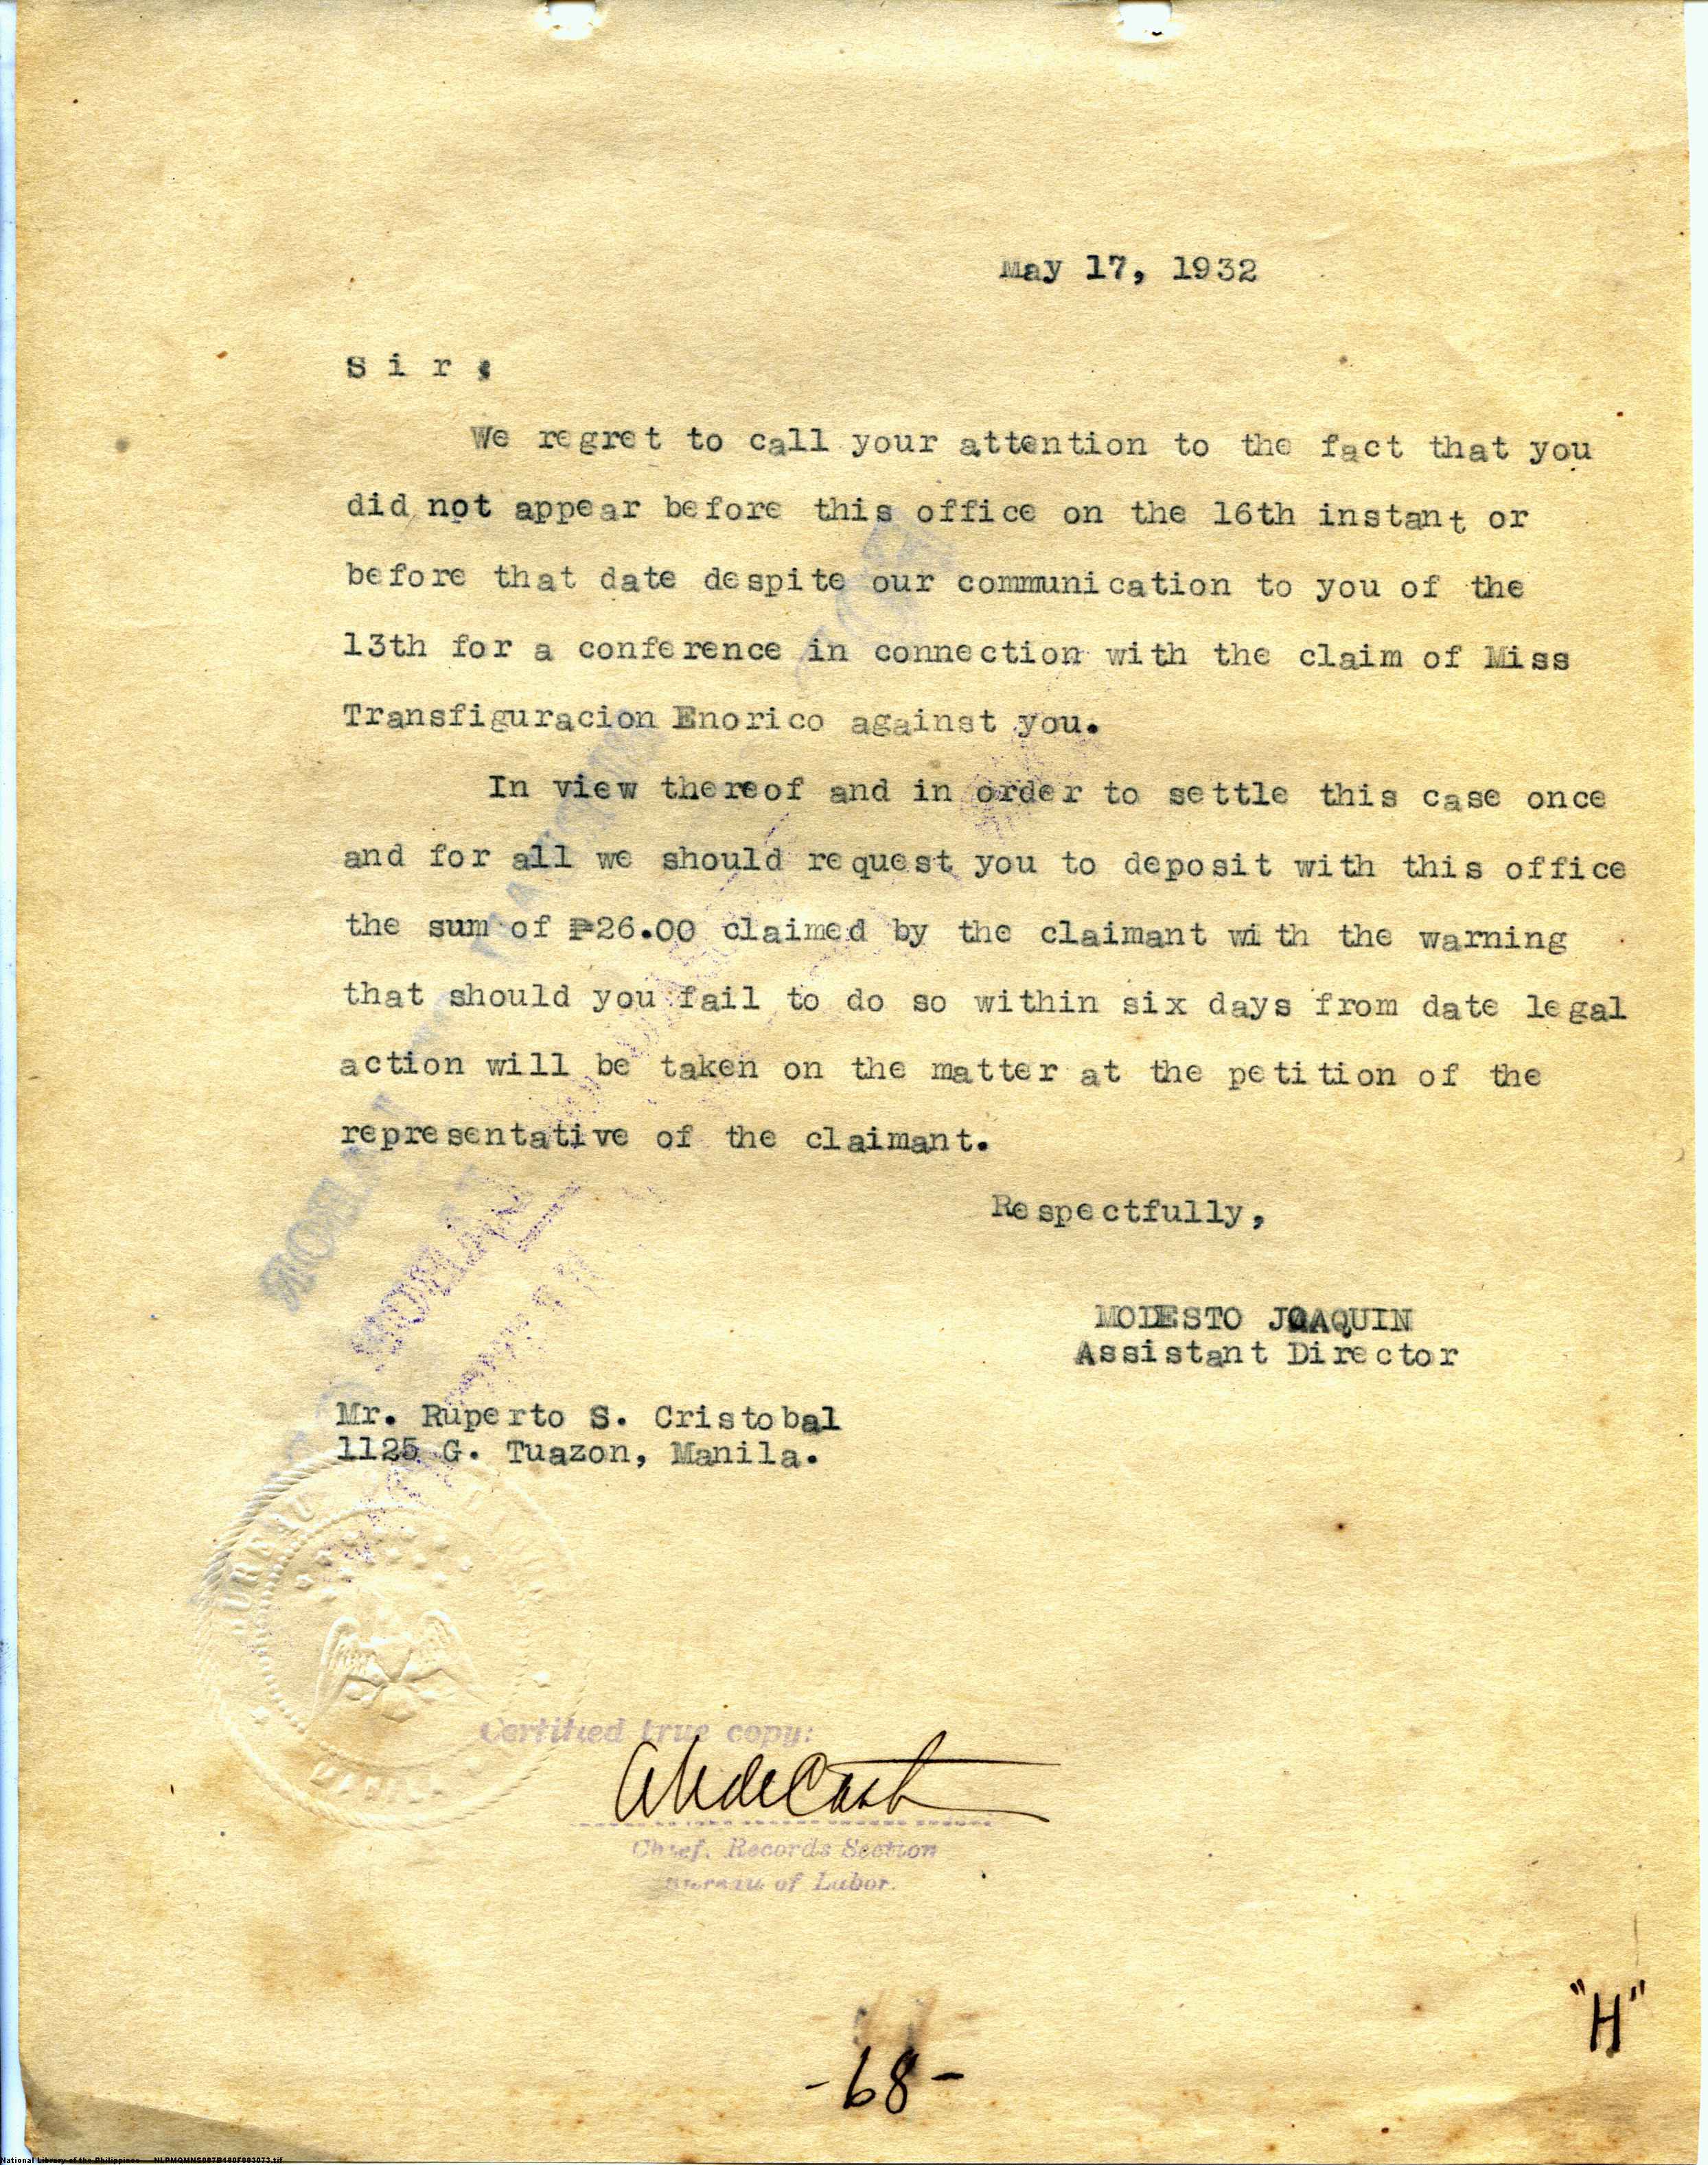 May 17, 1932
S i r :
We regret to call your attention to the fact that you
did not appear before this office on the 16th instant or
before that date despite our communication to you of the
13th for a conference in connection with the claim of Miss
Transfiguracion Enorico against you.
In view thereof and in order to settle this case once
and for all we should request you to deposit with this office
the sum of ₱26.00 claimed by the claimant with the warning
that should you fail to do so within six days from date legal
action will be taken on the matter at the petition of the
representative of the claimant.
Respectfully,
MODESTO JOAQUIN
Assistant Director
Mr. Ruperto S. Cristobal
1125 G. Tuazon, Manila.
BUREAU
MANILA
Certified true copy:
Chief, Records Section
Bureau of Labor.
"H"
-68-
National Library of the Philippines